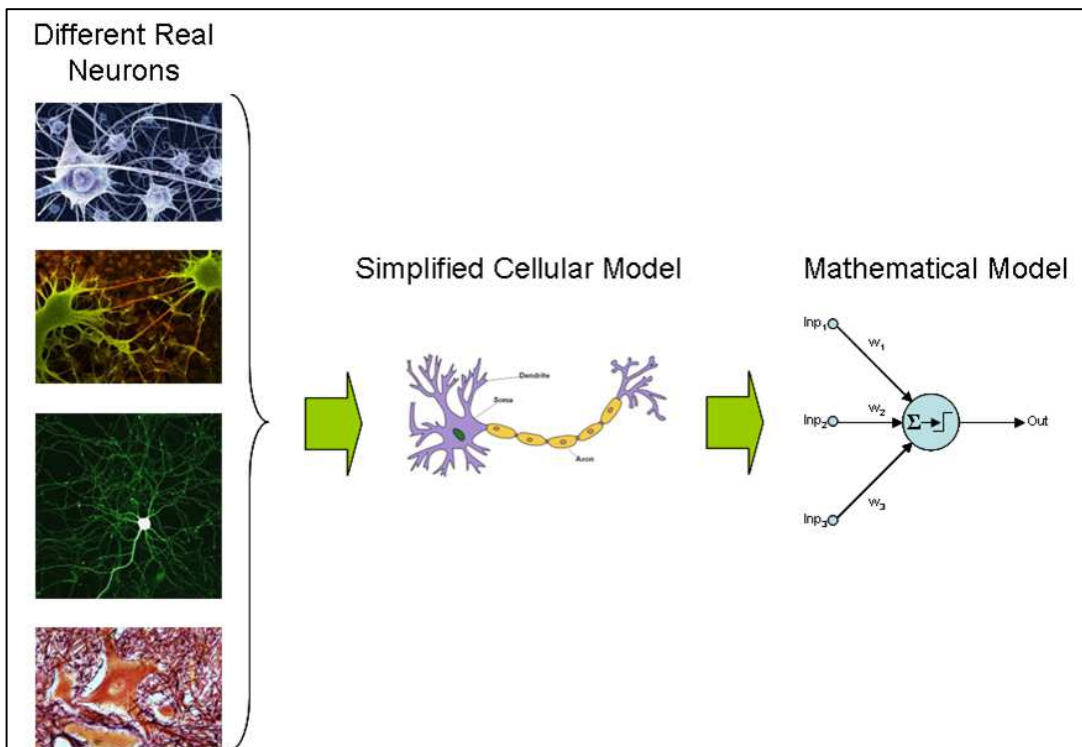 Different Real
Neurons
Simplified Cellular Model
Dendrite
Soma
Axon
Mathematical Model
Inp1
w1
Inp2
w2
Σ
Out
Inp3
w3